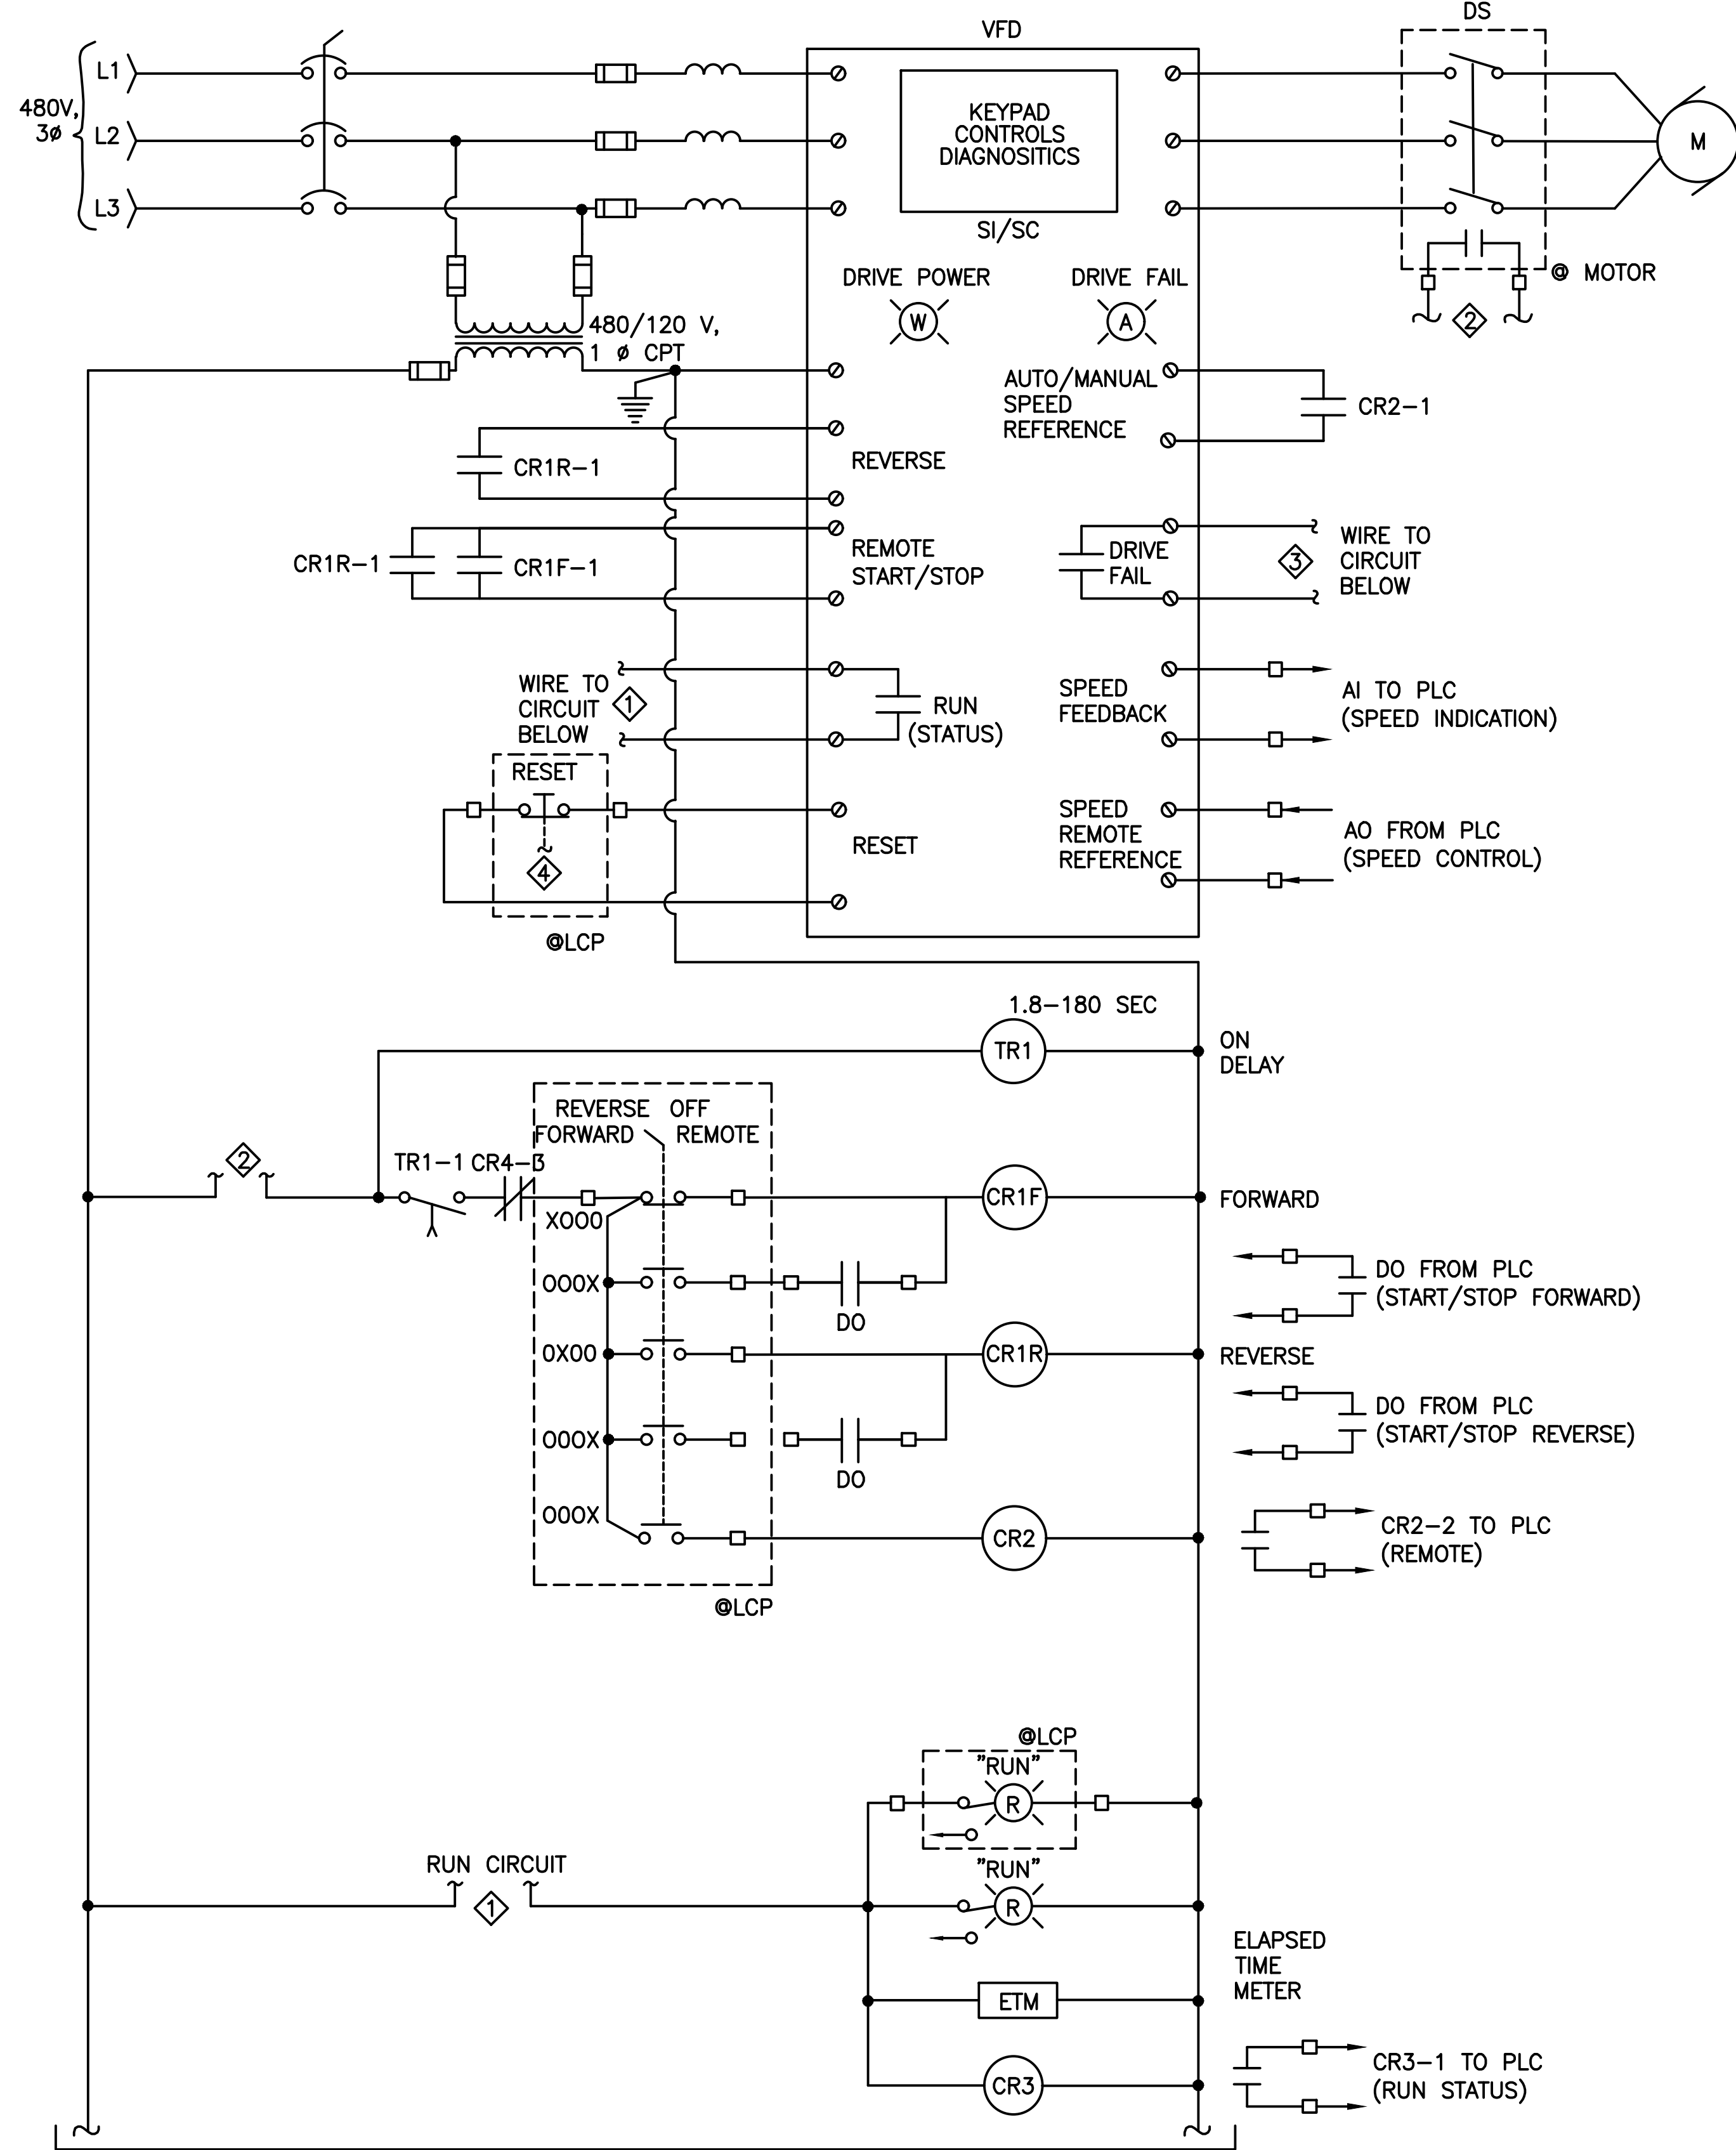 DS
VFD
L1
480V,
3ø
L2
L3
KEYPAD
CONTROLS
DIAGNOSITICS
SI/SC
M
@ MOTOR
2
DRIVE POWER
W
DRIVE FAIL
A
480/120 V,
1 ø CPT
AUTO/MANUAL
SPEED
REFERENCE
CR2-1
CR1R-1
REVERSE
CR1R-1
CR1F-1
REMOTE
START/STOP
DRIVE
FAIL
3
WIRE TO
CIRCUIT
BELOW
WIRE TO
CIRCUIT
BELOW
1
RUN
(STATUS)
SPEED
FEEDBACK
AI TO PLC
(SPEED INDICATION)
RESET
4
@LCP
RESET
SPEED
REMOTE
REFERENCE
AO FROM PLC
(SPEED CONTROL)
1.8-180 SEC
TR1
ON
DELAY
REVERSE OFF
FORWARD REMOTE
2
TR1-1 CR4-3
X000
CR1F
FORWARD
000X
DO
DO FROM PLC
(START/STOP FORWARD)
0X00
CR1R
REVERSE
000X
DO
DO FROM PLC
(START/STOP REVERSE)
000X
CR2
CR2-2 TO PLC
(REMOTE)
@LCP
@LCP
"RUN"
R
RUN CIRCUIT
1
"RUN"
R
ELAPSED
TIME
METER
ETM
CR3
CR3-1 TO PLC
(RUN STATUS)